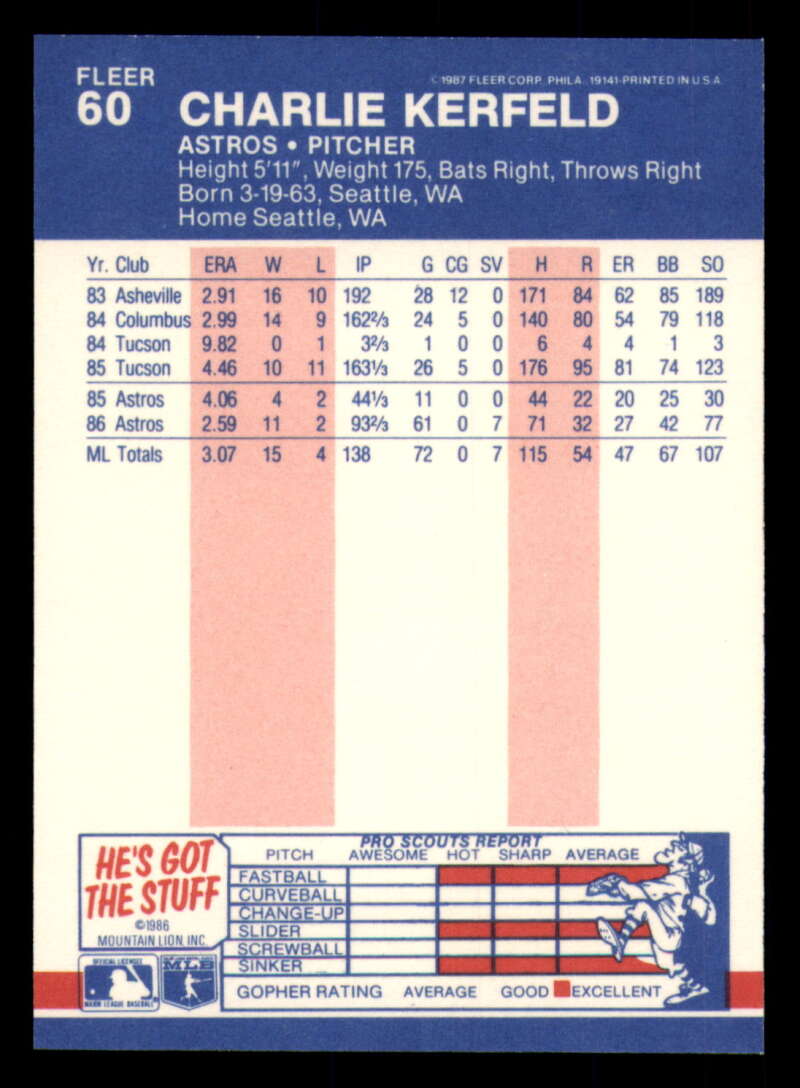 FLEER
©1987 FLEER CORP. PHILA. 19141-PRINTED IN U.S.A.
60 CHARLIE KERFELD
ASTROS • PITCHER
Height 5'11", Weight 175, Bats Right, Throws Right
Born 3-19-63, Seattle, WA
Home Seattle, WA
Yr. Club ERA W L IP G CG SV H R ER BB SO
83 Asheville 2.91 16 10 192 28 12 0 171 84 62 85 189
84 Columbus 2.99 14 9 162⅔ 24 5 0 140 80 54 79 118
84 Tucson 9.82 0 1 3⅔ 1 0 0 6 4 4 1 3
85 Tucson 4.46 10 11 163⅓ 26 5 0 176 95 81 74 123
85 Astros 4.06 4 2 44⅓ 11 0 0 44 22 20 25 30
86 Astros 2.59 11 2 93⅔ 61 0 7 71 32 27 42 77
ML Totals 3.07 15 4 138 72 0 7 115 54 47 67 107
HE'S GOT
THE STUFF
©1986
MOUNTAIN LION, INC.
PRO SCOUTS REPORT
PITCH AWESOME HOT SHARP AVERAGE
FASTBALL
CURVEBALL
CHANGE-UP
SLIDER
SCREWBALL
SINKER
OFFICIAL LICENSEE
MAJOR LEAGUE BASEBALL
MLB
GOPHER RATING AVERAGE GOOD EXCELLENT